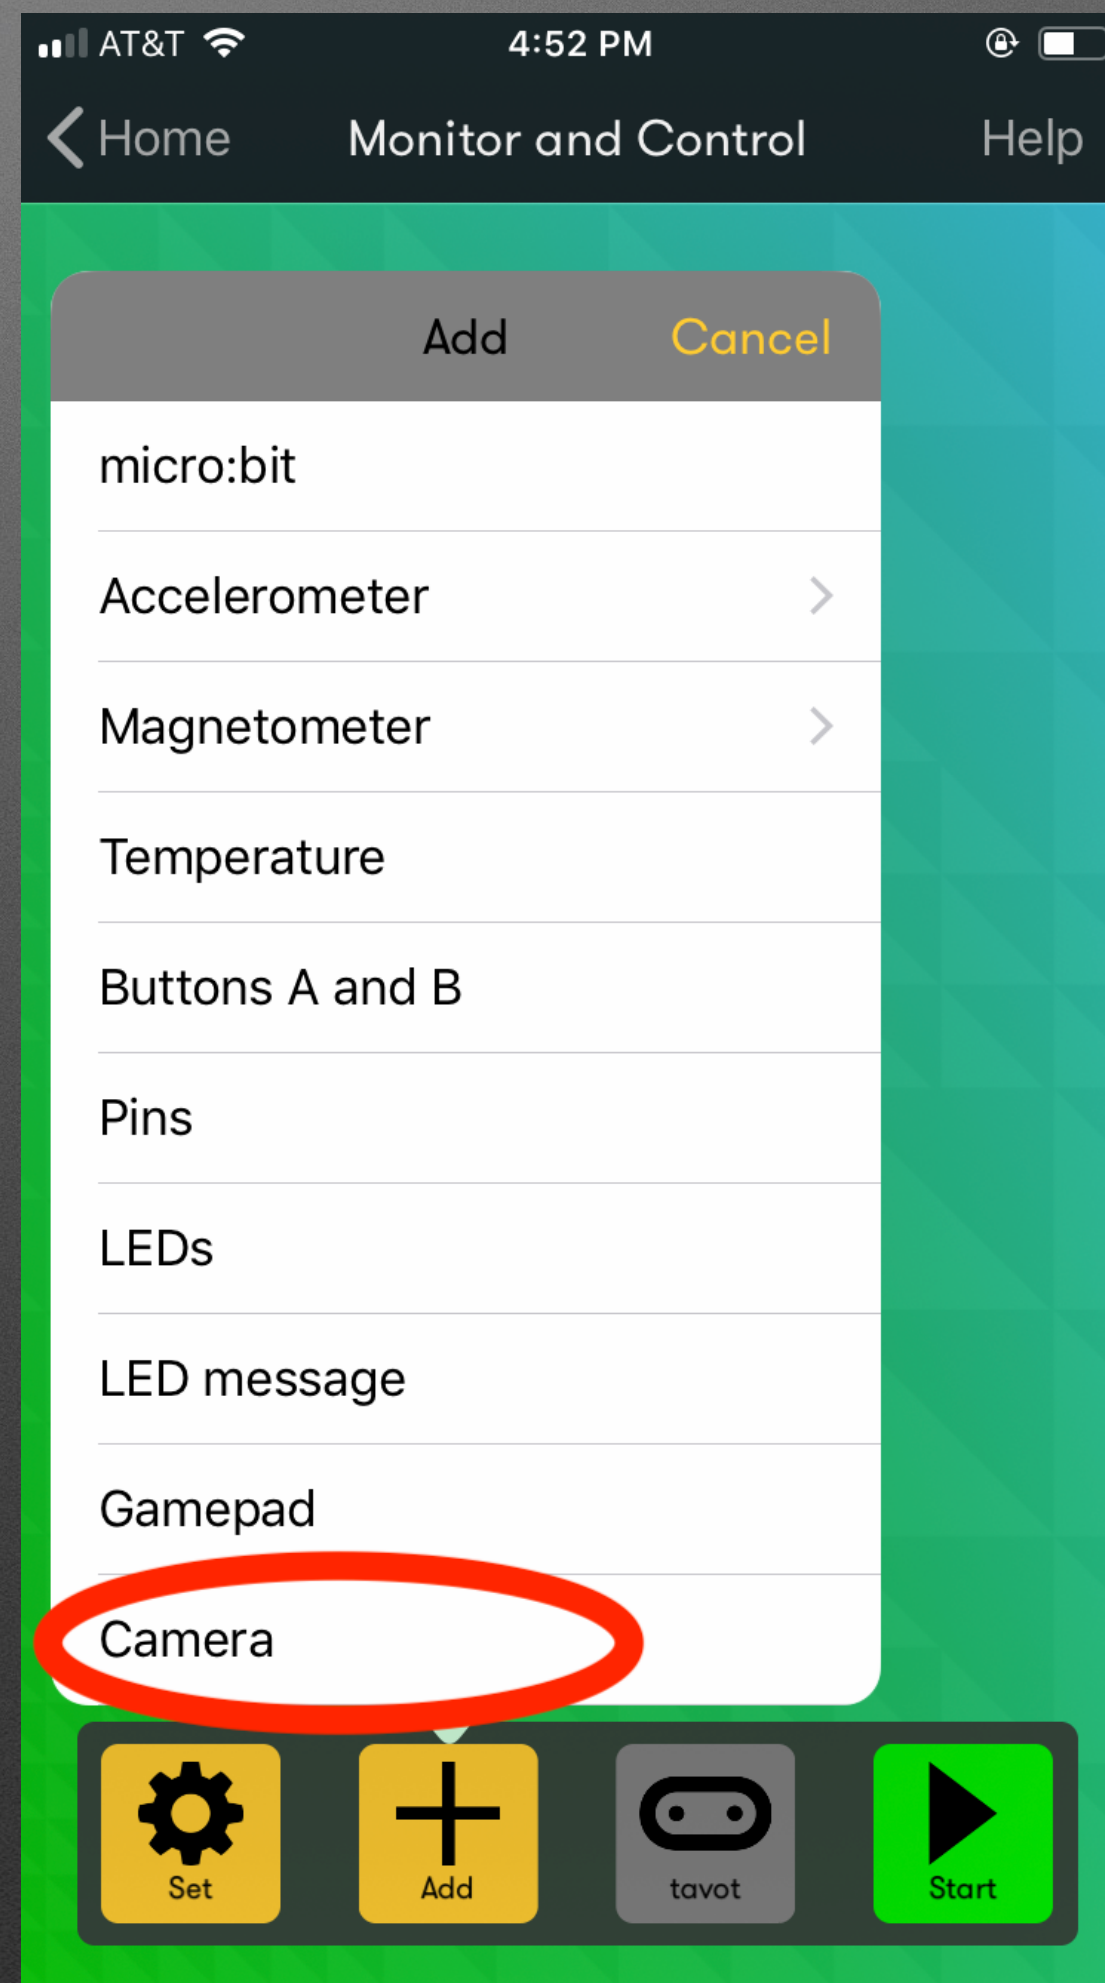 AT&T 4:52 PM
Home Monitor and Control Help
Add Cancel
micro:bit
Accelerometer
Magnetometer
Temperature
Buttons A and B
Pins
LEDs
LED message
Gamepad
Camera
Set Add tavot Start